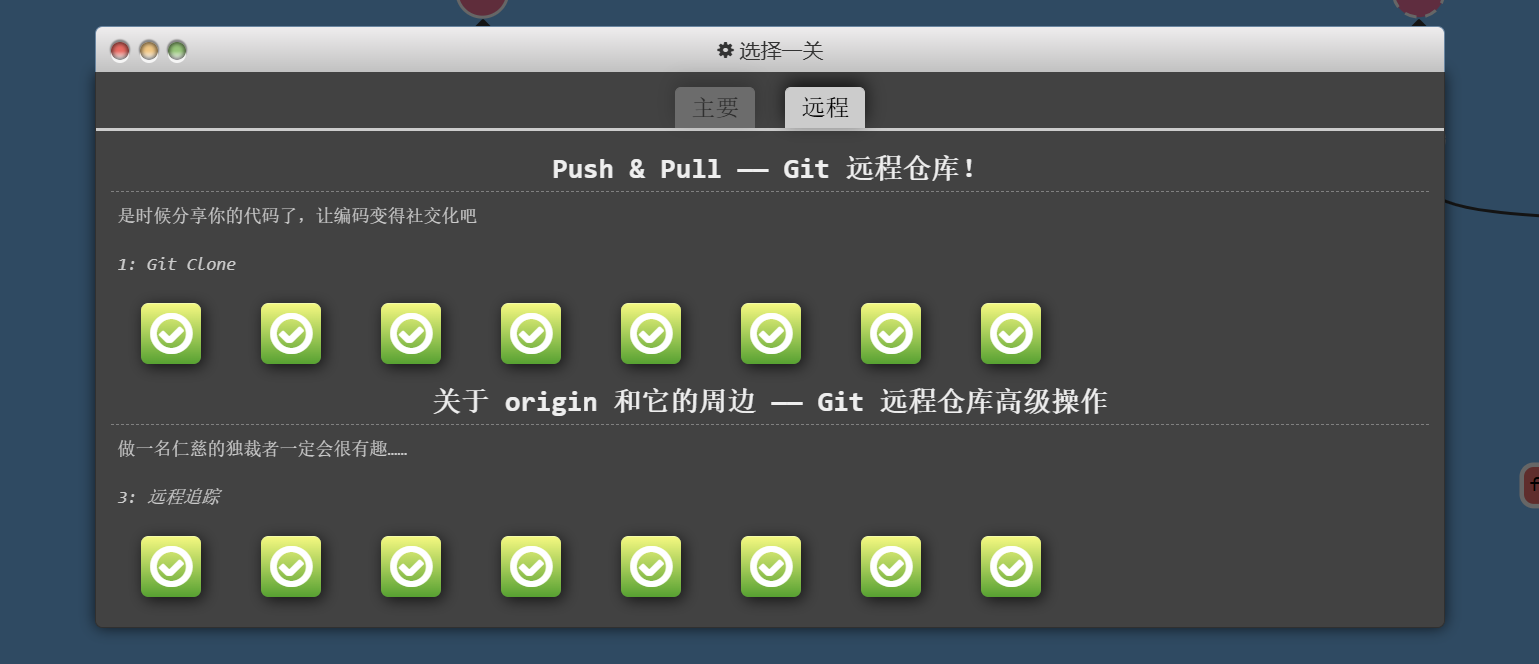 选择一关
主要
远程
Push & Pull —— Git 远程仓库！
是时候分享你的代码了，让编码变得社交化吧
1: Git Clone
关于 origin 和它的周边 —— Git 远程仓库高级操作
做一名仁慈的独裁者一定会很有趣……
3: 远程追踪
f